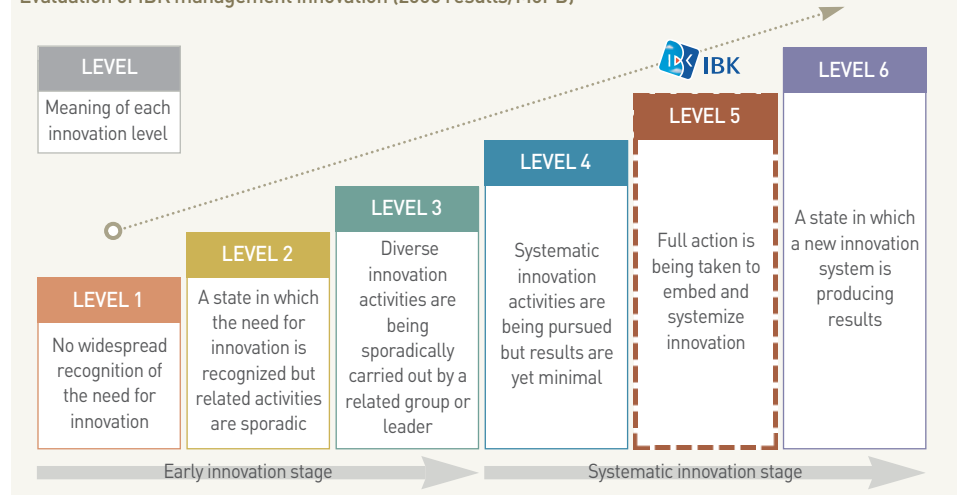 LEVEL
Meaning of each
innovation level
IBK
LEVEL 1
No widespread
recognition of
the need for
innovation
LEVEL 2
A state in which
the need for
innovation is
recognized but
related activities
are sporadic
LEVEL 3
Diverse
innovation
activities are
being
sporadically
carried out by a
related group or
leader
LEVEL 4
Systematic
innovation
activities are
being pursued
but results are
yet minimal
LEVEL 5
Full action is
being taken to
embed and
systemize
innovation
LEVEL 6
A state in which
a new innovation
system is
producing
results
Early innovation stage
Systematic innovation stage